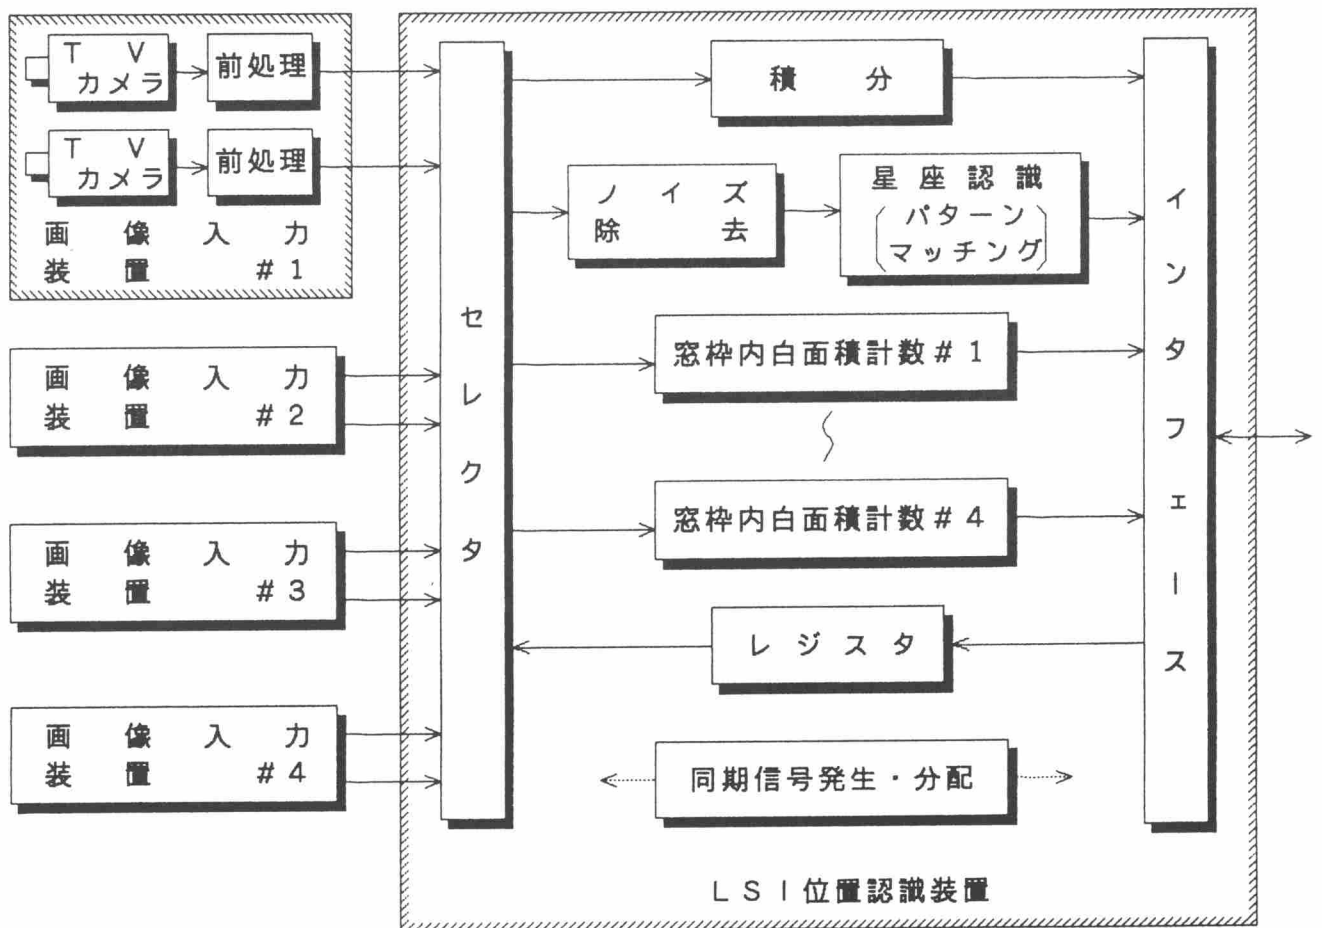 TV
カメラ
前処理
TV
カメラ
前処理
画像入力
装置#1
画像入力
装置#2
画像入力
装置#3
画像入力
装置#4
セレクタ
積分
ノイズ
除去
星座認識
(パターン
マッチング)
窓枠内白面積計数#1
窓枠内白面積計数#4
レジスタ
同期信号発生・分配
インタフェース
LSI位置認識装置